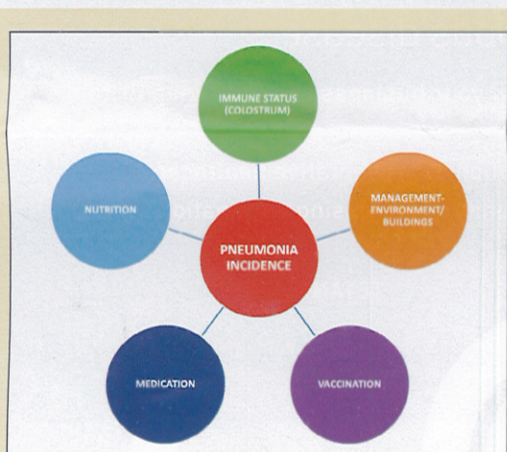 IMMUNE STATUS
(COLOSTRUM)
NUTRITION
MANAGEMENT-
ENVIRONMENT/
BUILDINGS
PNEUMONIA
INCIDENCE
MEDICATION
VACCINATION